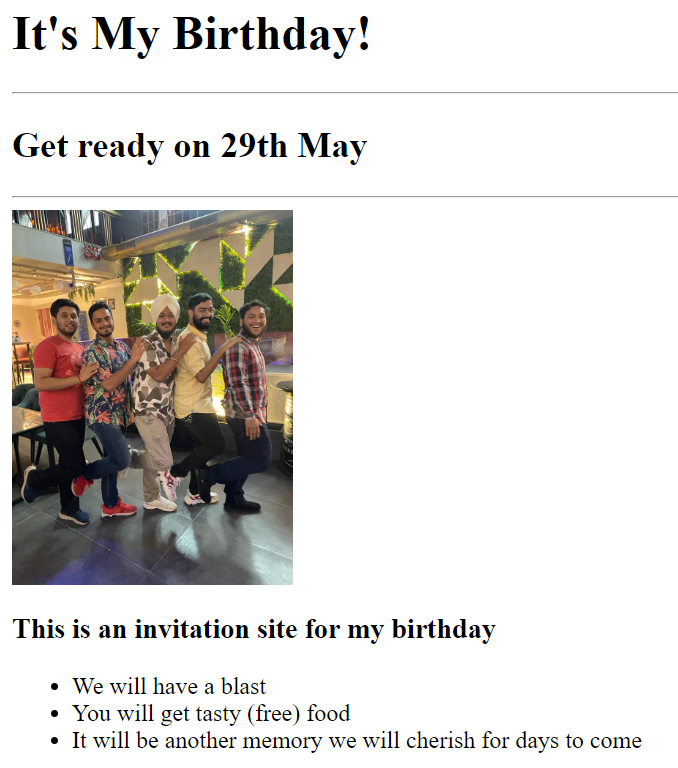 It's My Birthday!
Get ready on 29th May
This is an invitation site for my birthday
We will have a blast
You will get tasty (free) food
It will be another memory we will cherish for days to come